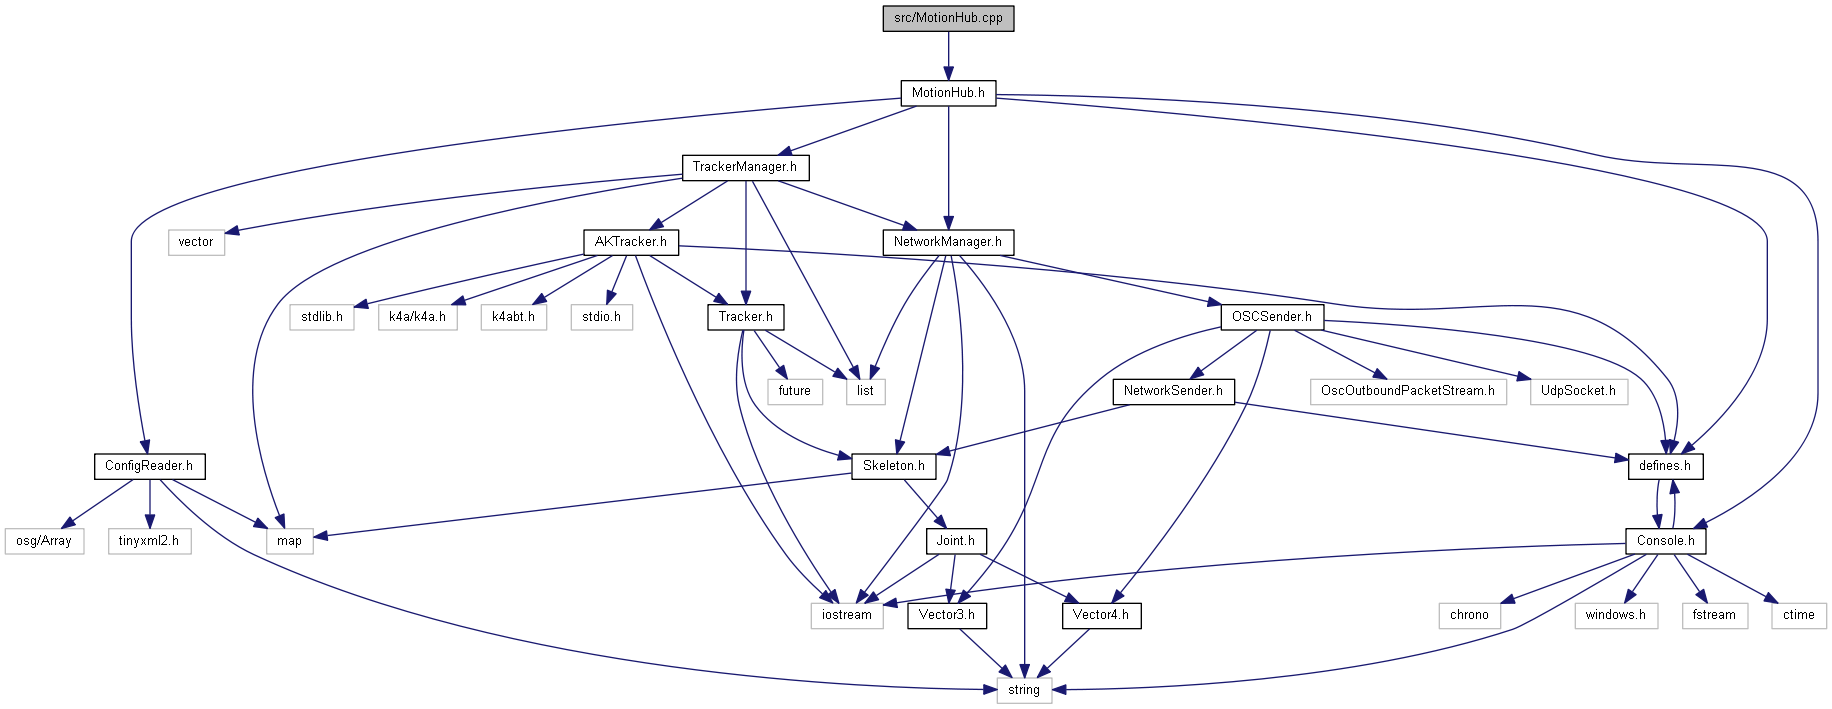 src/MotionHub.cpp
MotionHub.h
TrackerManager.h
vector
AKTracker.h
NetworkManager.h
stdlib.h
k4a/k4a.h
k4abt.h
stdio.h
Tracker.h
OSCSender.h
future
list
NetworkSender.h
OscOutboundPacketStream.h
UdpSocket.h
ConfigReader.h
Skeleton.h
defines.h
osg/Array
tinyxml2.h
map
Joint.h
Console.h
iostream
Vector3.h
Vector4.h
chrono
windows.h
fstream
ctime
string